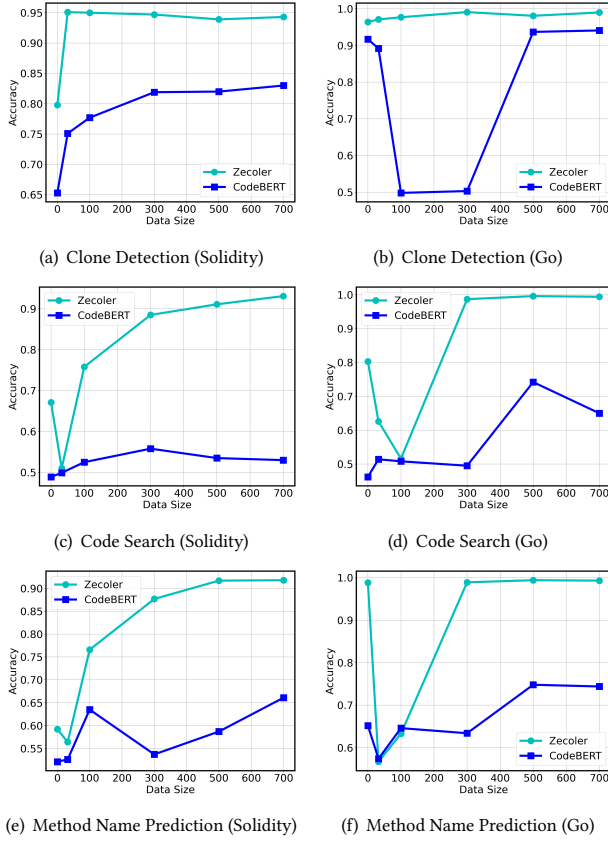 0.95
0.90
0.85
0.80
0.75
0.70
0.65
Accuracy
Zecoler
CodeBERT
0 100 200 300 400 500 600 700
Data Size
(a) Clone Detection (Solidity)
1.0
0.9
0.8
0.7
0.6
0.5
Accuracy
Zecoler
CodeBERT
0 100 200 300 400 500 600 700
Data Size
(b) Clone Detection (Go)
Zecoler
CodeBERT
0.9
0.8
0.7
0.6
0.5
Accuracy
0 100 200 300 400 500 600 700
Data Size
(c) Code Search (Solidity)
Zecoler
CodeBERT
1.0
0.9
0.8
0.7
0.6
0.5
Accuracy
0 100 200 300 400 500 600 700
Data Size
(d) Code Search (Go)
Zecoler
CodeBERT
0.90
0.85
0.80
0.75
0.70
0.65
0.60
0.55
Accuracy
0 100 200 300 400 500 600 700
Data Size
(e) Method Name Prediction (Solidity)
1.0
0.9
0.8
0.7
0.6
Accuracy
Zecoler
CodeBERT
0 100 200 300 400 500 600 700
Data Size
(f) Method Name Prediction (Go)